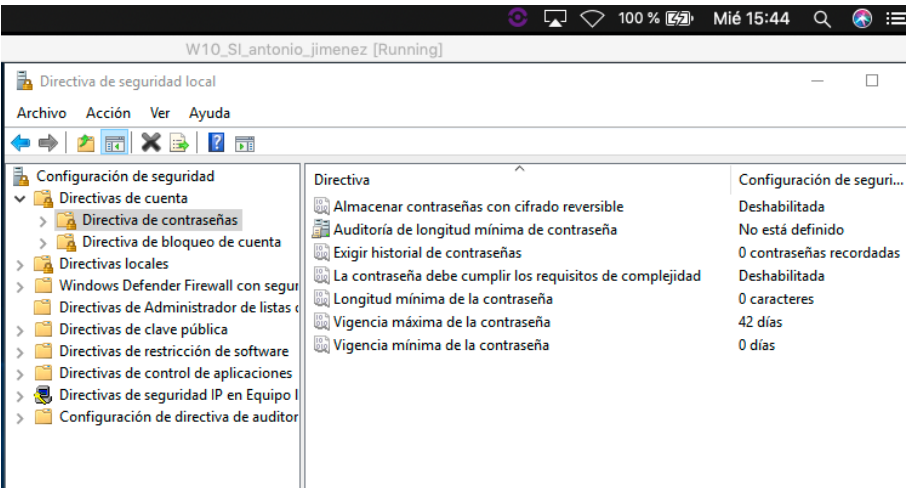 100 % Mié 15:44
W10_SI_antonio_jimenez [Running]
Directiva de seguridad local
Archivo Acción Ver Ayuda
Configuración de seguridad
Directivas de cuenta
Directiva de contraseñas
Directiva de bloqueo de cuenta
Directivas locales
Windows Defender Firewall con segur
Directivas de Administrador de listas
Directivas de clave pública
Directivas de restricción de software
Directivas de control de aplicaciones
Directivas de seguridad IP en Equipo l
Configuración de directiva de auditor
Directiva Configuración de seguri...
Almacenar contraseñas con cifrado reversible Deshabilitada
Auditoría de longitud mínima de contraseña No está definido
Exigir historial de contraseñas 0 contraseñas recordadas
La contraseña debe cumplir los requisitos de complejidad Deshabilitada
Longitud mínima de la contraseña 0 caracteres
Vigencia máxima de la contraseña 42 días
Vigencia mínima de la contraseña 0 días